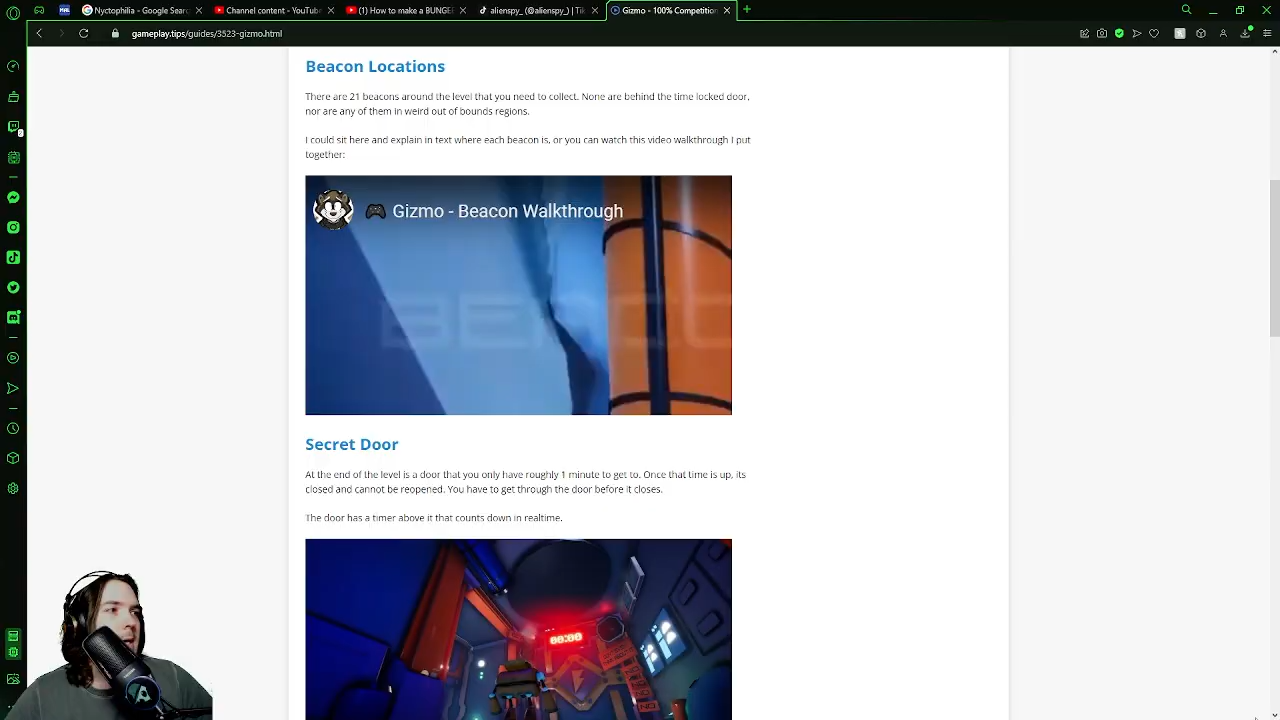 Nyctophilia - Google Sear
Channel content - YouTube
(1) How to make a BUNGE
alienspy_ (@alienspy_) | Tik
Gizmo - 100% Competition
gameplay.tips/guides/3523-gizmo.html
Beacon Locations
There are 21 beacons around the level that you need to collect. None are behind the time locked door,
nor are any of them in weird out of bounds regions.
I could sit here and explain in text where each beacon is, or you can watch this video walkthrough I put
together:
🎮 Gizmo - Beacon Walkthrough
Secret Door
At the end of the level is a door that you only have roughly 1 minute to get to. Once that time is up, its
closed and cannot be reopened. You have to get through the door before it closes.
The door has a timer above it that counts down in realtime.
00:00